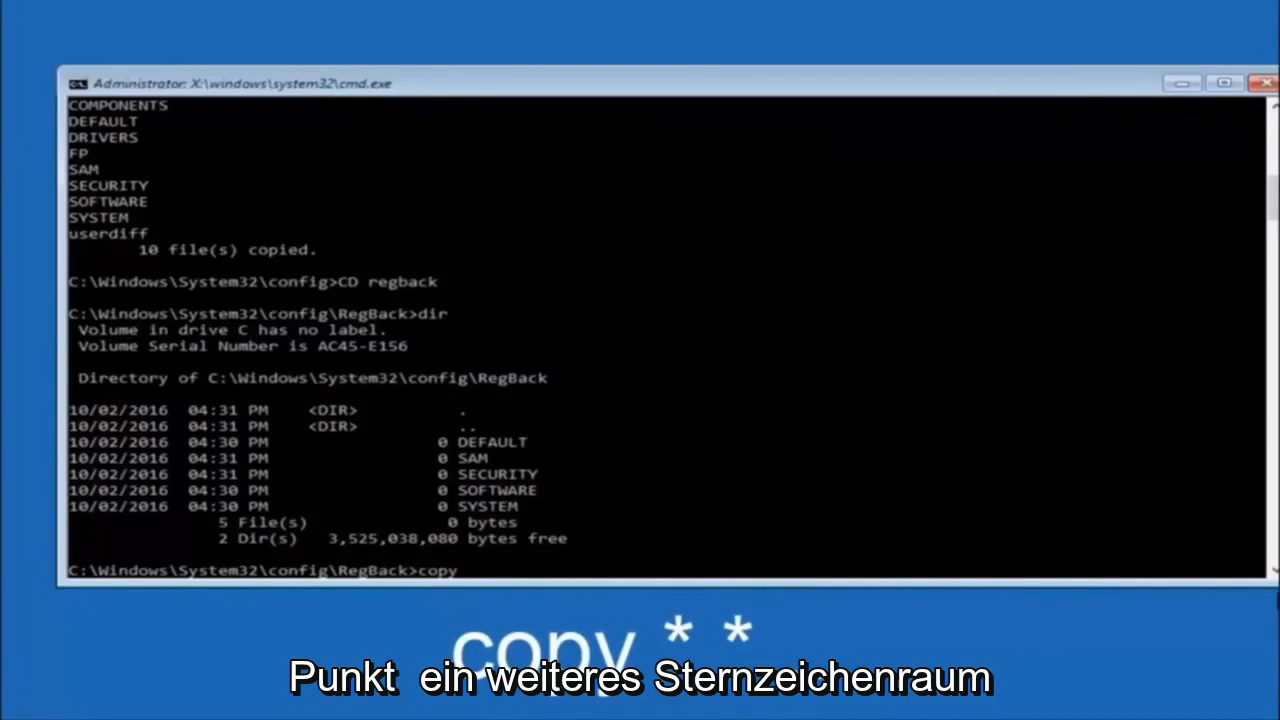 Administrator: X:\windows\system32\cmd.exe
COMPONENTS
DEFAULT
DRIVERS
FP
SAM
SECURITY
SOFTWARE
SYSTEM
userdiff
10 file(s) copied.
C:\Windows\System32\config>CD regback
C:\Windows\System32\config\RegBack>dir
Volume in drive C has no label.
Volume Serial Number is AC45-E156
Directory of C:\Windows\System32\config\RegBack
10/02/2016 04:31 PM <DIR> .
10/02/2016 04:31 PM <DIR> ..
10/02/2016 04:30 PM 0 DEFAULT
10/02/2016 04:31 PM 0 SAM
10/02/2016 04:31 PM 0 SECURITY
10/02/2016 04:30 PM 0 SOFTWARE
10/02/2016 04:30 PM 0 SYSTEM
5 File(s) 0 bytes
2 Dir(s) 3,525,038,080 bytes free
C:\Windows\System32\config\RegBack>copy
copy * *
Punkt ein weiteres Sternzeichenraum